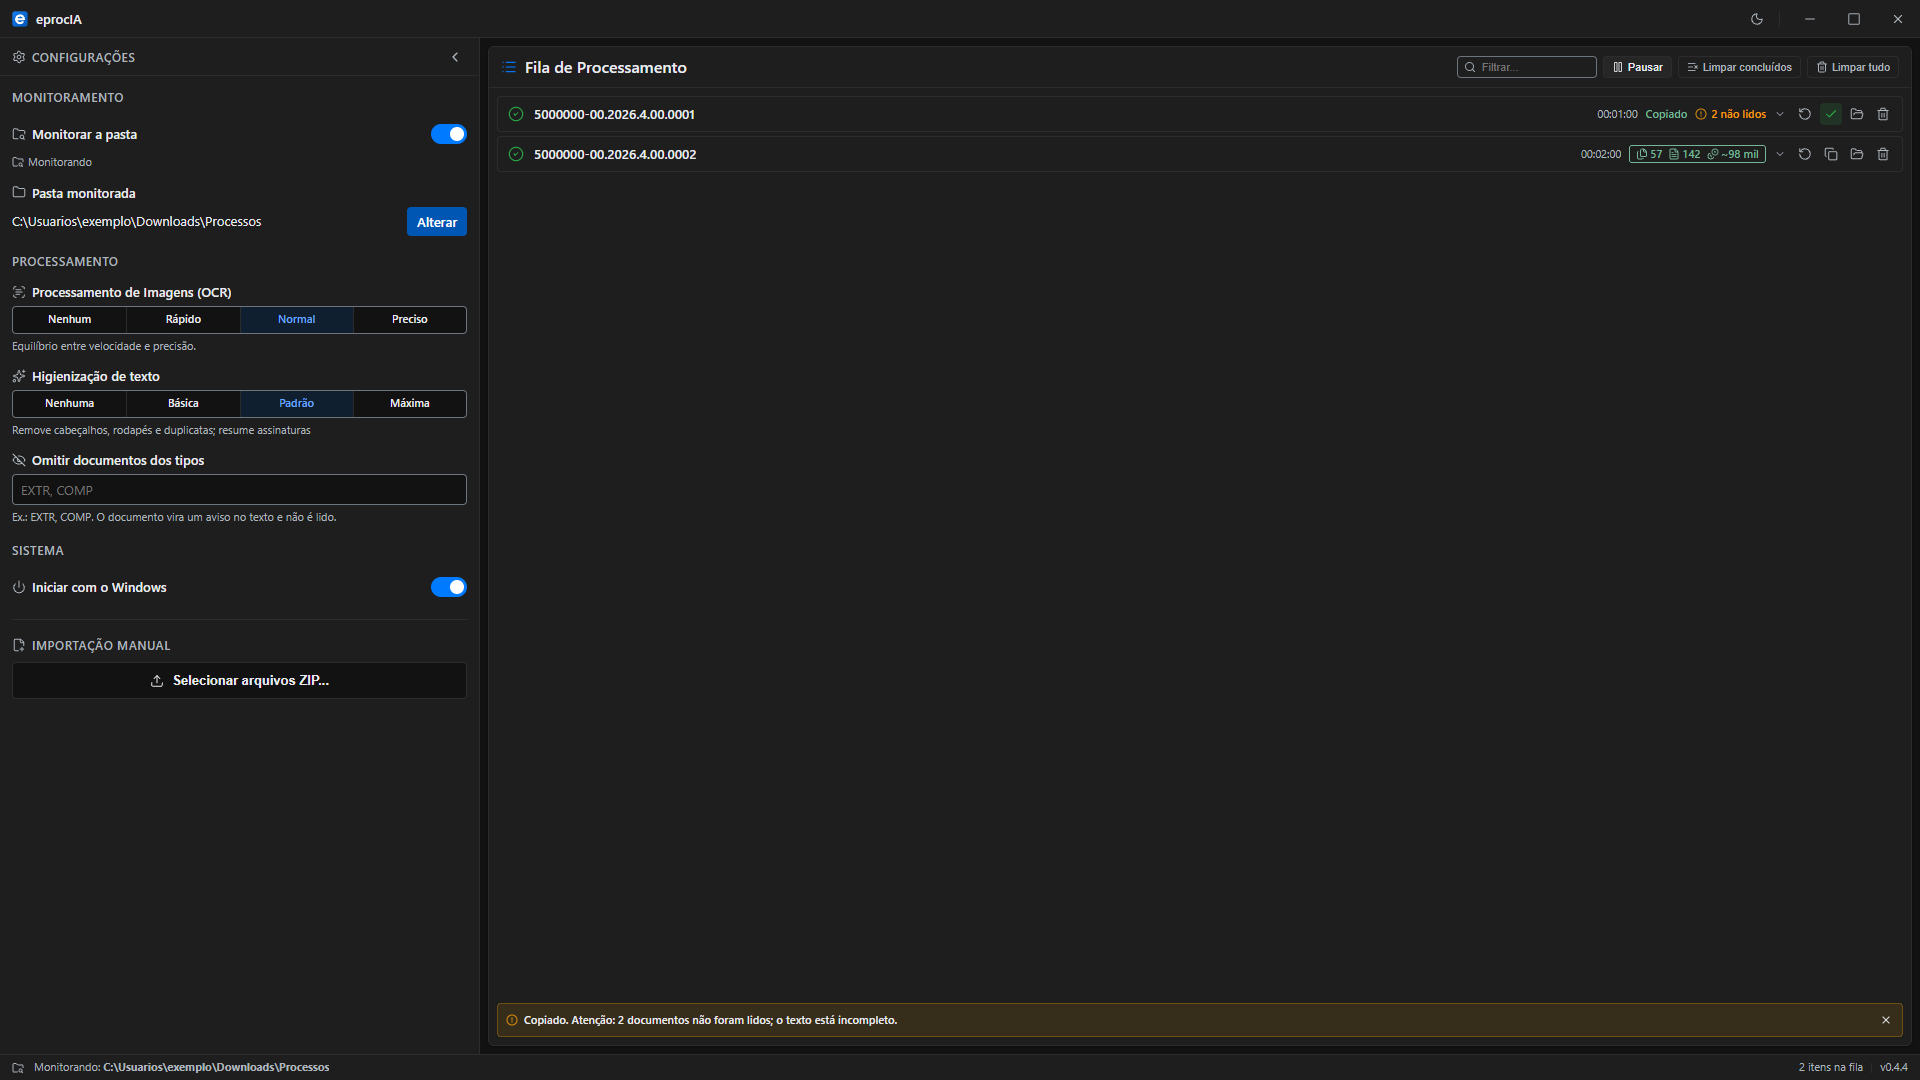 eprocIA
CONFIGURAÇÕES
MONITORAMENTO
Monitorar a pasta
Monitorando
Pasta monitorada
C:\Usuarios\exemplo\Downloads\Processos
Alterar
PROCESSAMENTO
Processamento de Imagens (OCR)
Nenhum Rápido Normal Preciso
Equilíbrio entre velocidade e precisão.
Higienização de texto
Nenhuma Básica Padrão Máxima
Remove cabeçalhos, rodapés e duplicatas; resume assinaturas
Omitir documentos dos tipos
EXTR, COMP
Ex.: EXTR, COMP. O documento vira um aviso no texto e não é lido.
SISTEMA
Iniciar com o Windows
IMPORTAÇÃO MANUAL
Selecionar arquivos ZIP...
Fila de Processamento
Filtrar... Pausar Limpar concluídos Limpar tudo
5000000-00.2026.4.00.0001 00:01:00 Copiado 2 não lidos
5000000-00.2026.4.00.0002 00:02:00 57 142 ~98 mil
Copiado. Atenção: 2 documentos não foram lidos; o texto está incompleto.
Monitorando: C:\Usuarios\exemplo\Downloads\Processos
2 itens na fila v0.4.4